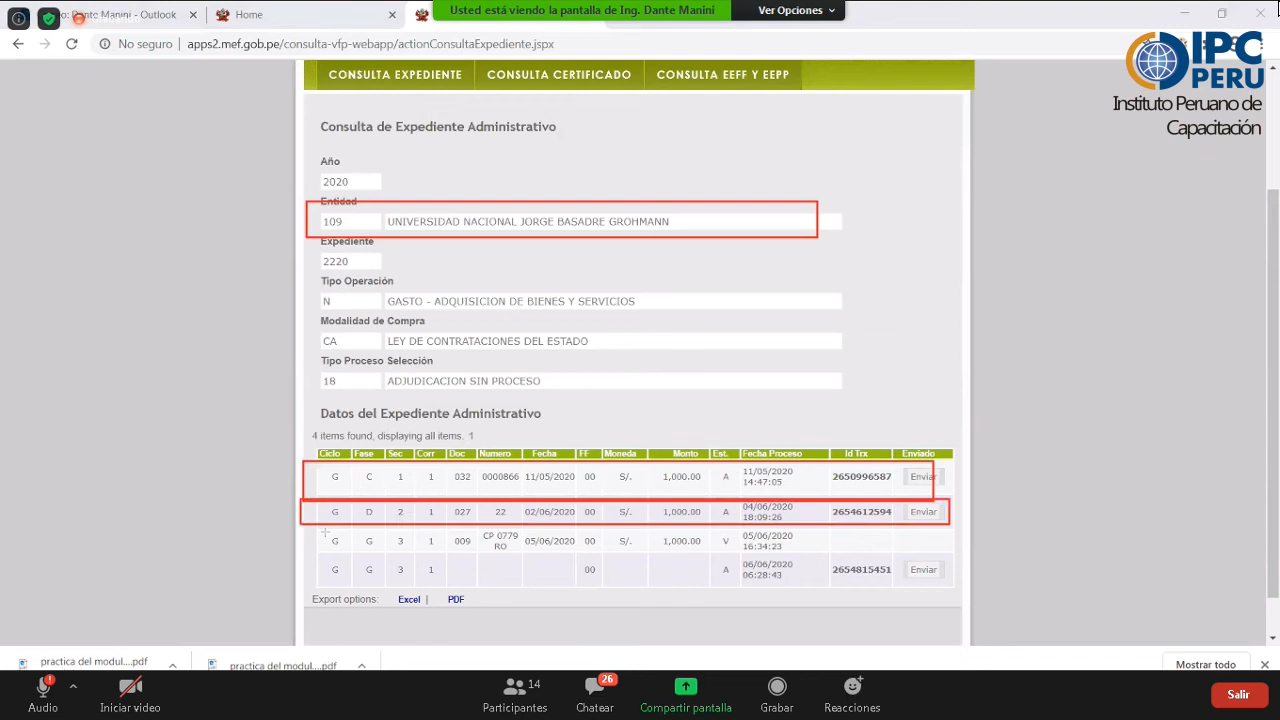 Dante Manini - Outlook
Home
Usted está viendo la pantalla de Ing. Dante Manini
Ver Opciones
No seguro
apps2.mef.gob.pe/consulta-vfp-webapp/actionConsultaExpediente.jspx
IPC
PERU
Instituto Peruano de
Capacitación
CONSULTA EXPEDIENTE CONSULTA CERTIFICADO CONSULTA EEFF Y EEPP
Consulta de Expediente Administrativo
Año
2020
Entidad
109 UNIVERSIDAD NACIONAL JORGE BASADRE GROHMANN
Expediente
2220
Tipo Operación
N GASTO - ADQUISICION DE BIENES Y SERVICIOS
Modalidad de Compra
CA LEY DE CONTRATACIONES DEL ESTADO
Tipo Proceso Selección
18 ADJUDICACION SIN PROCESO
Datos del Expediente Administrativo
4 items found, displaying all items. 1
Ciclo Fase Sec Corr Doc Numero Fecha FF Moneda Monto Est. Fecha Proceso Id Trx Enviado
G C 1 1 032 0000866 11/05/2020 00 S/. 1,000.00 A 11/05/2020 14:47:05 2650996587 Enviar
G D 2 1 027 22 02/06/2020 00 S/. 1,000.00 A 04/06/2020 18:09:26 2654612594 Enviar
G G 3 1 009 CP 0779 RO 05/06/2020 00 S/. 1,000.00 V 05/06/2020 16:34:23
G G 3 1 00 A 06/06/2020 06:28:43 2654815451 Enviar
Export options: Excel | PDF
practica del modul....pdf
practica del modul....pdf
Mostrar todo
14
26
Audio
Iniciar video
Participantes
Chatear
Compartir pantalla
Grabar
Reacciones
Salir